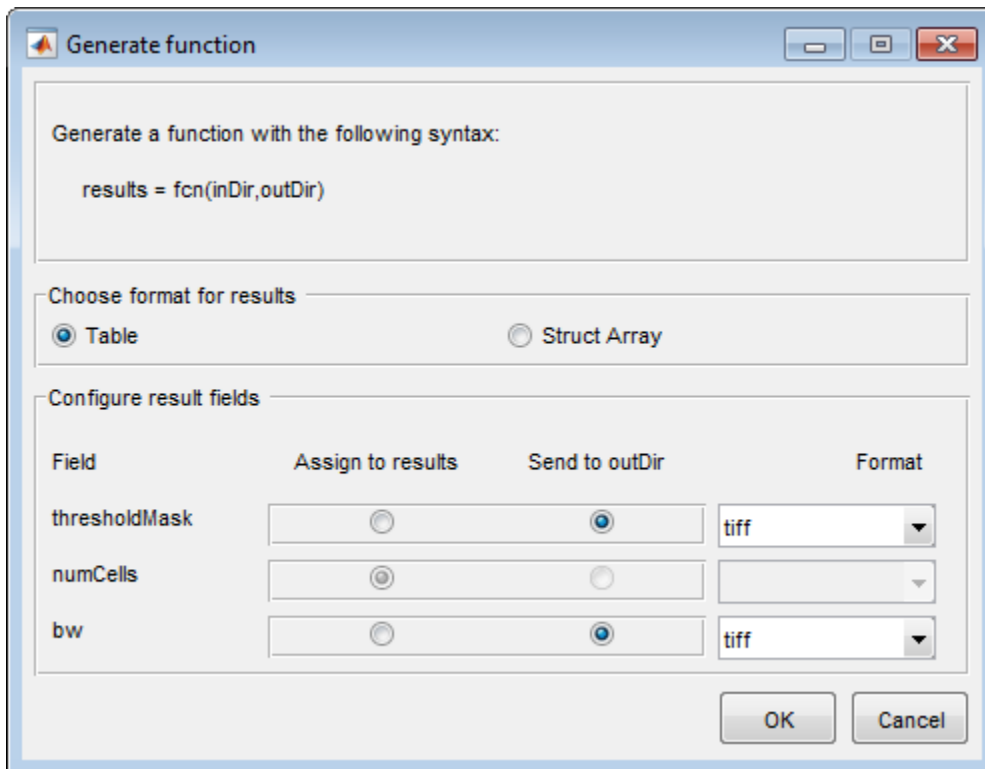 Generate function
Generate a function with the following syntax:
results = fcn(inDir,outDir)
Choose format for results
Table Struct Array
Configure result fields
Field Assign to results Send to outDir Format
thresholdMask tiff
numCells
bw tiff
OK Cancel